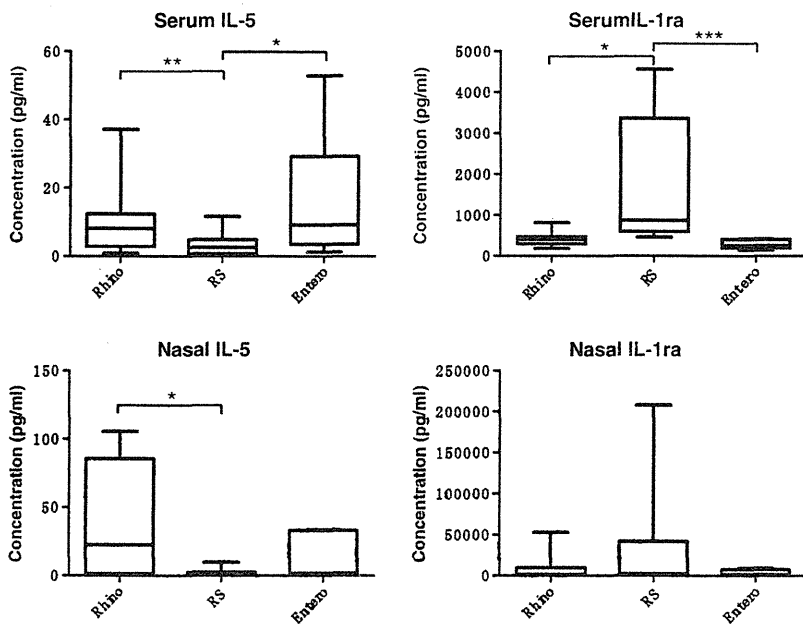 Serum IL-5
Concentration (pg/ml)
60
40
20
0
**
*
Rhino
RS
Entero
SerumIL-1ra
Concentration (pg/ml)
5000
4000
3000
2000
1000
0
*
***
Rhino
RS
Entero
Nasal IL-5
Concentration (pg/ml)
150
100
50
0
*
Rhino
RS
Entero
Nasal IL-1ra
Concentration (pg/ml)
250000
200000
150000
100000
50000
0
Rhino
RS
Entero